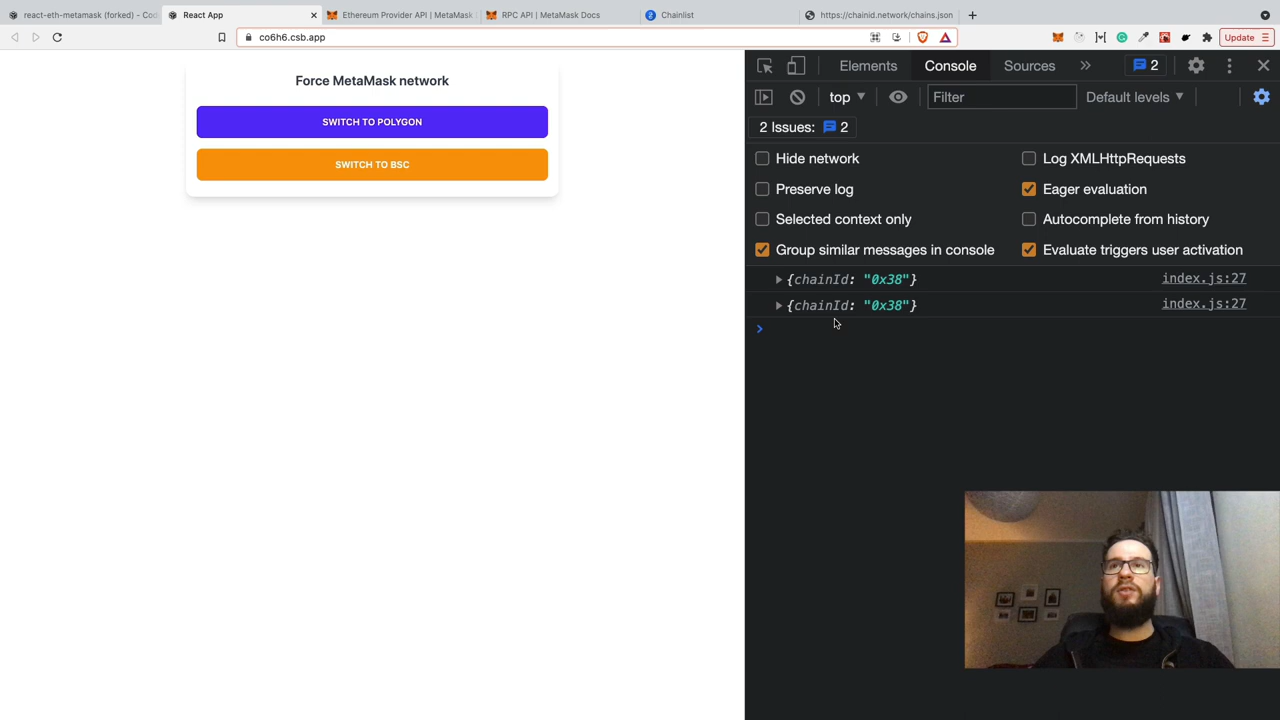 react-eth-metamask (forked) - Co
React App
Ethereum Provider API | MetaMask
RPC API | MetaMask Docs
Chainlist
https://chainid.network/chains.json
co6h6.csb.app
Update
Force MetaMask network
SWITCH TO POLYGON
SWITCH TO BSC
Elements
Console
Sources
2
top
Filter
Default levels
2 Issues:
2
Hide network
Log XMLHttpRequests
Preserve log
Eager evaluation
Selected context only
Autocomplete from history
Group similar messages in console
Evaluate triggers user activation
{chainId: "0x38"}
index.js:27
{chainId: "0x38"}
index.js:27